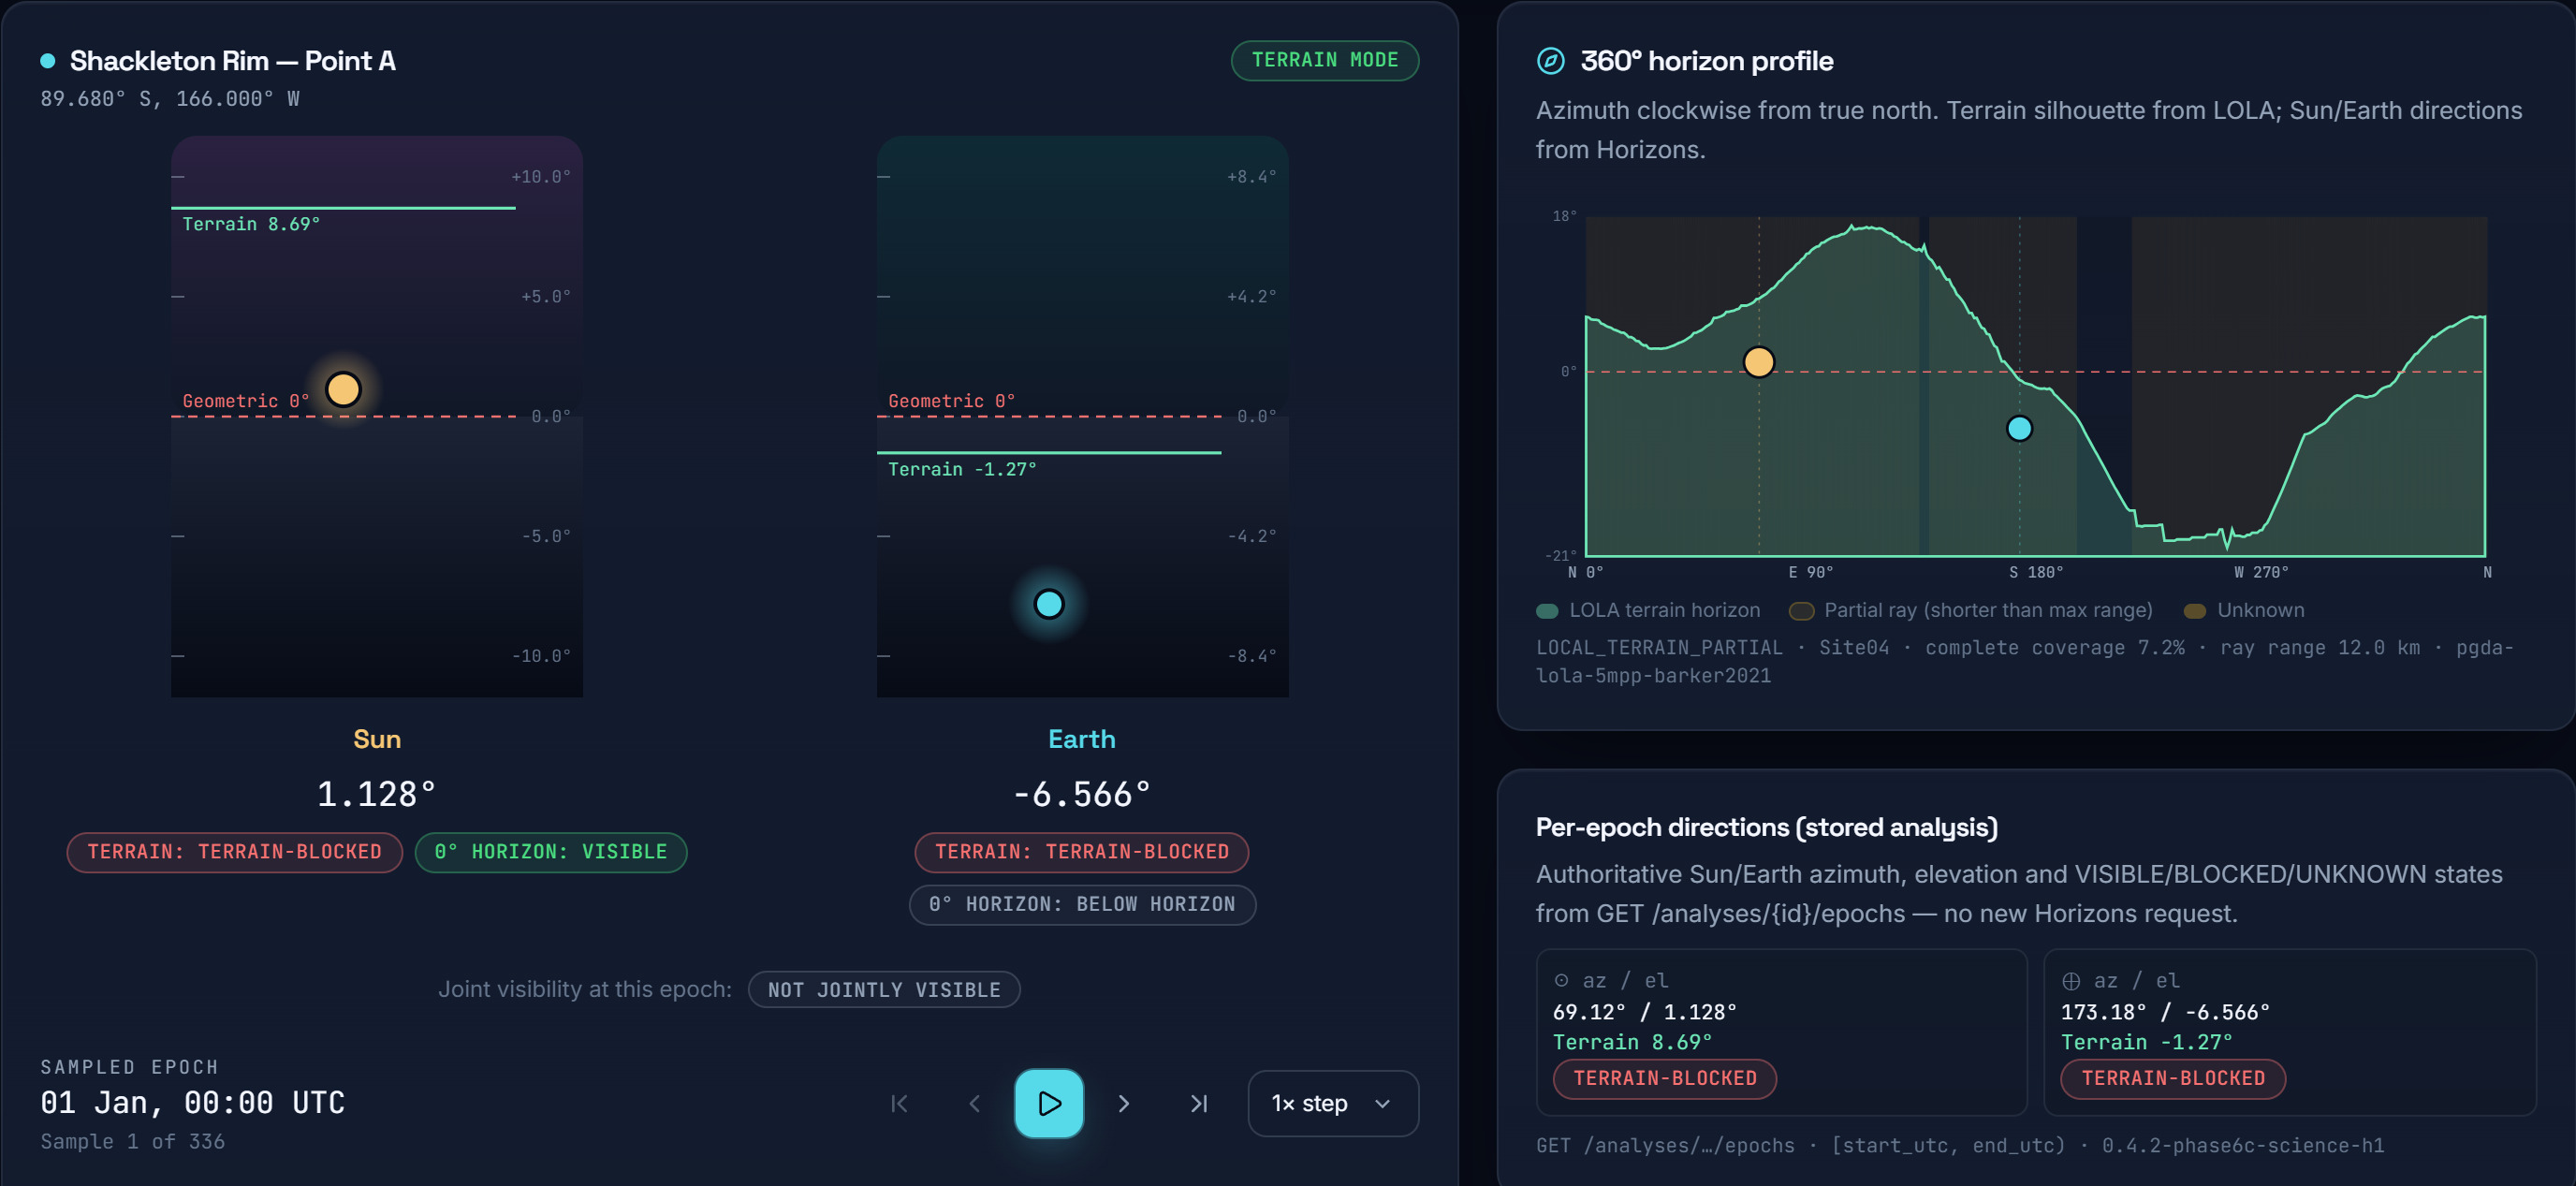 Shackleton Rim — Point A
TERRAIN MODE
89.680° S, 166.000° W
+10.0°
Terrain 8.69°
+5.0°
Geometric 0°
0.0°
-5.0°
-10.0°
+8.4°
+4.2°
Geometric 0°
0.0°
Terrain -1.27°
-4.2°
-8.4°
Sun
1.128°
TERRAIN: TERRAIN-BLOCKED
0° HORIZON: VISIBLE
Earth
-6.566°
TERRAIN: TERRAIN-BLOCKED
0° HORIZON: BELOW HORIZON
Joint visibility at this epoch:
NOT JOINTLY VISIBLE
SAMPLED EPOCH
01 Jan, 00:00 UTC
Sample 1 of 336
1× step
360° horizon profile
Azimuth clockwise from true north. Terrain silhouette from LOLA; Sun/Earth directions
from Horizons.
18°
0°
-21°
N 0°
E 90°
S 180°
W 270°
N
LOLA terrain horizon
Partial ray (shorter than max range)
Unknown
LOCAL_TERRAIN_PARTIAL · Site04 · complete coverage 7.2% · ray range 12.0 km · pgda-
lola-5mpp-barker2021
Per-epoch directions (stored analysis)
Authoritative Sun/Earth azimuth, elevation and VISIBLE/BLOCKED/UNKNOWN states
from GET /analyses/{id}/epochs — no new Horizons request.
☉ az / el
69.12° / 1.128°
Terrain 8.69°
TERRAIN-BLOCKED
⊕ az / el
173.18° / -6.566°
Terrain -1.27°
TERRAIN-BLOCKED
GET /analyses/…/epochs · [start_utc, end_utc) · 0.4.2-phase6c-science-h1